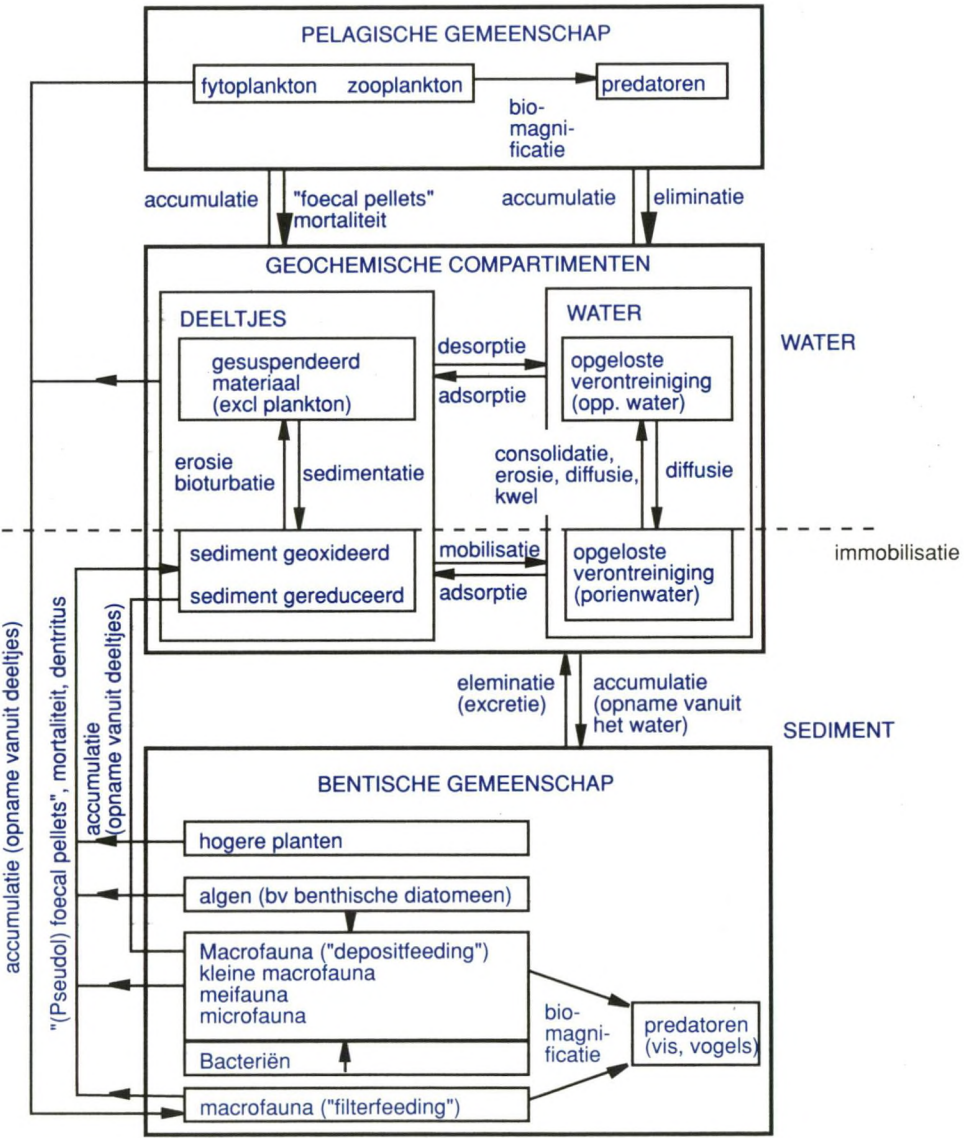 PELAGISCHE GEMEENSCHAP
fytoplankton zooplankton
predatoren
bio-
magni-
ficatie
accumulatie
"foecal pellets"
mortaliteit
accumulatie
eliminatie
GEOCHEMISCHE COMPARTIMENTEN
DEELTJES
WATER
WATER
gesuspendeerd
materiaal
(excl plankton)
desorptie
adsorptie
opgeloste
verontreiniging
(opp. water)
erosie
bioturbatie
sedimentatie
consolidatie,
erosie, diffusie,
kwel
diffusie
immobilisatie
sediment geoxideerd
sediment gereduceerd
mobilisatie
adsorptie
opgeloste
verontreiniging
(porienwater)
accumulatie (opname vanuit deeltjes)
"(Pseudol) foecal pellets", mortaliteit, dentritus
accumulatie
(opname vanuit deeltjes)
eleminatie
(excretie)
accumulatie
(opname vanuit
het water)
SEDIMENT
BENTISCHE GEMEENSCHAP
hogere planten
algen (bv benthische diatomeen)
Macrofauna ("depositfeeding")
kleine macrofauna
meifauna
microfauna
Bacteriën
macrofauna ("filterfeeding")
bio-
magni-
ficatie
predatoren
(vis, vogels)